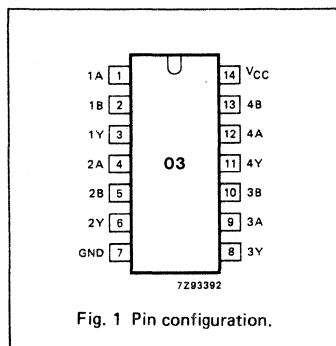 1A 1 14 VCC
1B 2 13 4B
1Y 3 12 4A
2A 4 03 11 4Y
2B 5 10 3B
2Y 6 9 3A
GND 7 8 3Y
7Z93392
Fig. 1 Pin configuration.